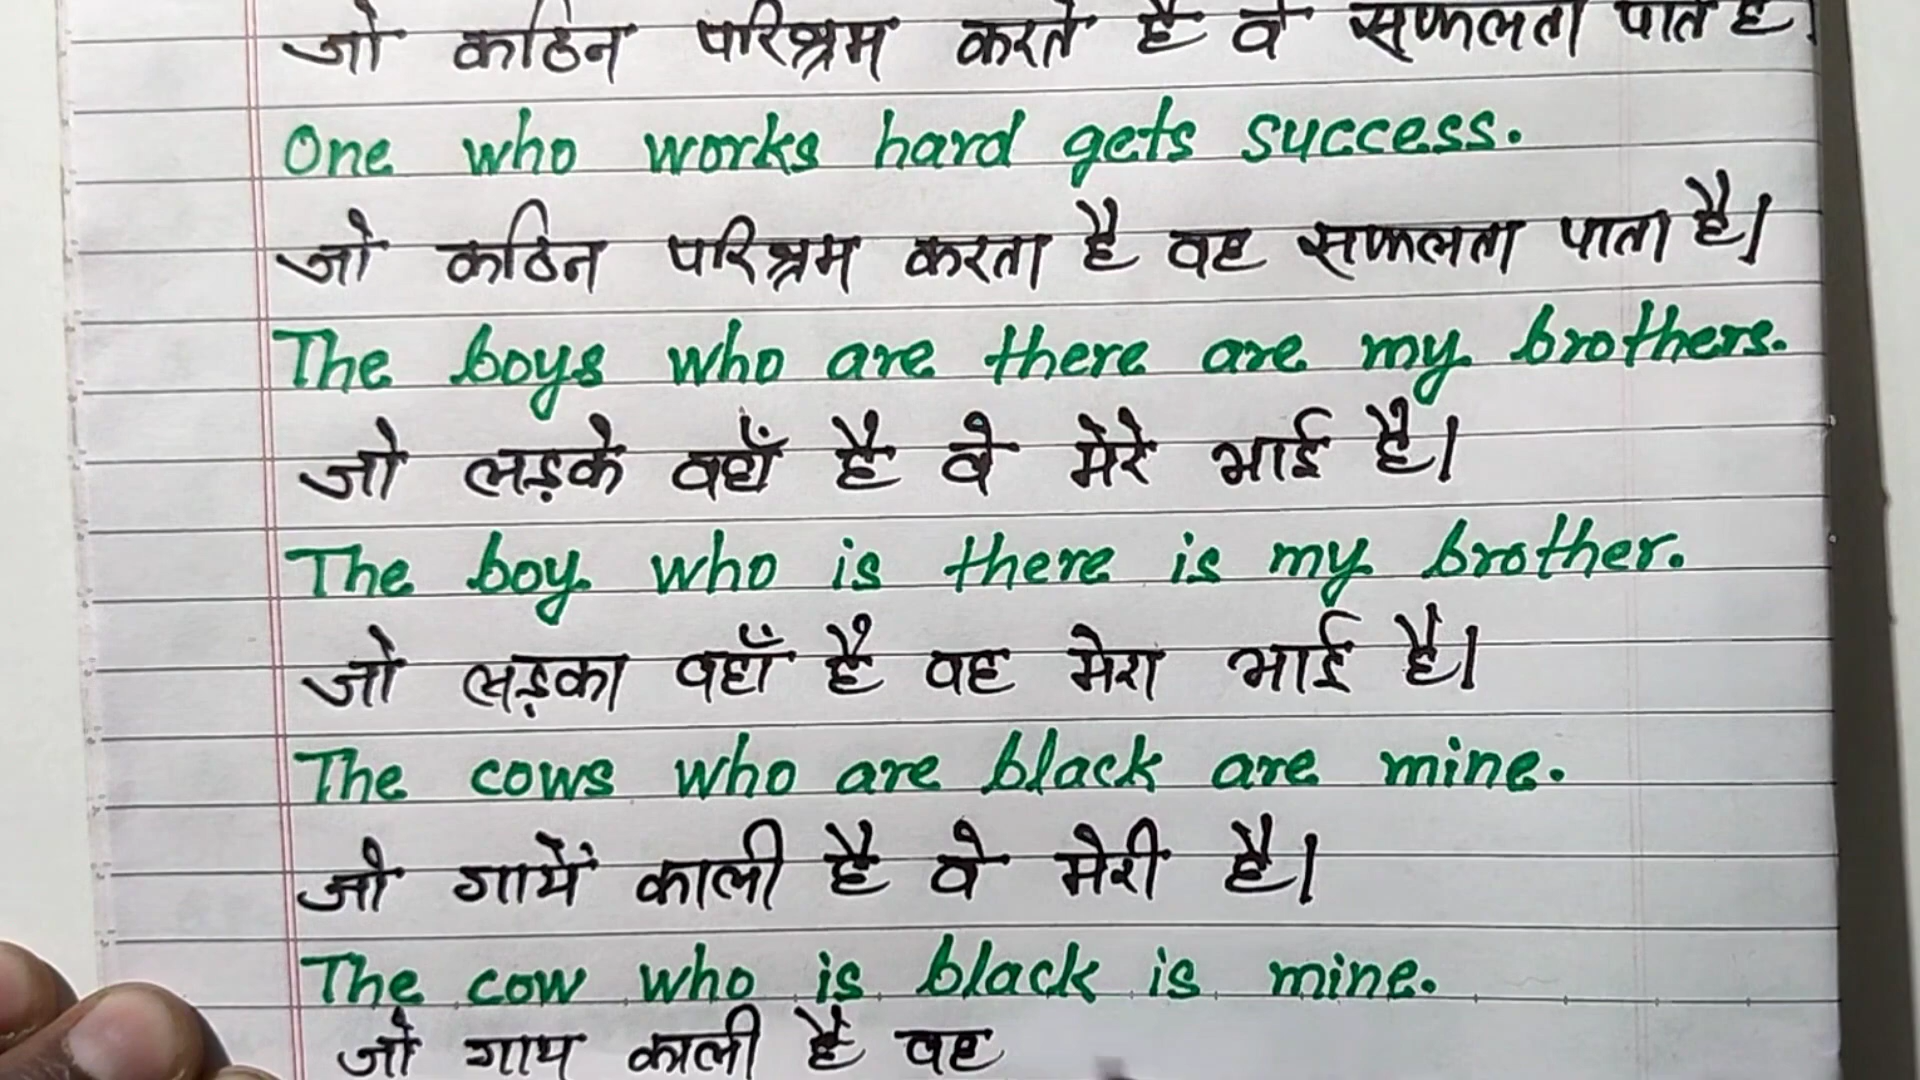 जो कठिन परिश्रम करते है वे सफलता पाते है।
One who works hard gets success.
जो कठिन परिश्रम करता है वह सफलता पाता है।
The boys who are there are my brothers.
जो लड़के वहाँ है वे मेरे भाई है।
The boy who is there is my brother.
जो लड़का वहाँ है वह मेरा भाई है।
The cows who are black are mine.
जो गायें काली है वे मेरी है।
The cow who is black is mine.
जो गाय काली है वह